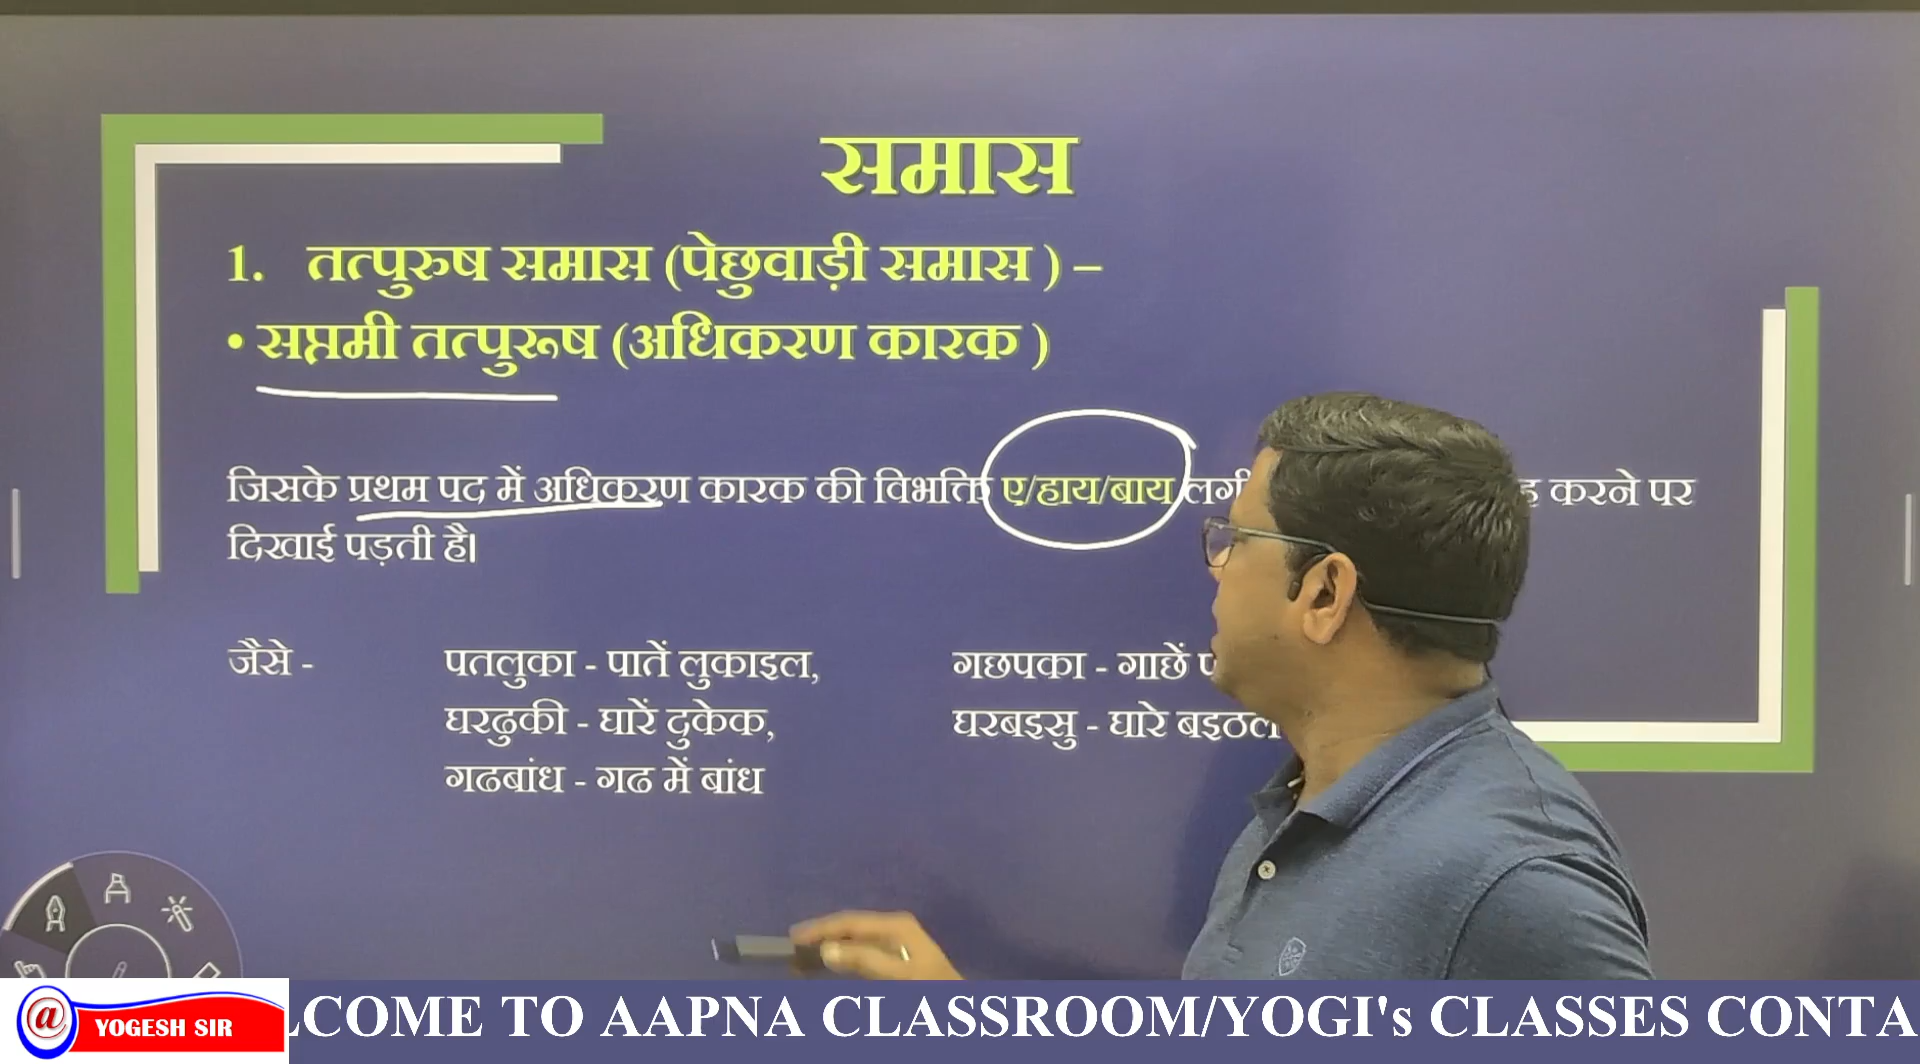 समास
1. तत्पुरुष समास (पेछुवाड़ी समास ) –
• सप्तमी तत्पुरूष (अधिकरण कारक )
जिसके प्रथम पद में अधिकरण कारक की विभक्ति ए/हाय/बाय करने पर
दिखाई पड़ती है।
जैसे - पतलुका - पातें लुकाइल, गछपका - गाछें
घरढुकी - घारें दुकेक, घरबइसु - घारे बइठल
गढबांध - गढ में बांध
@ YOGESH SIR LCOME TO AAPNA CLASSROOM/YOGI's CLASSES CONTA